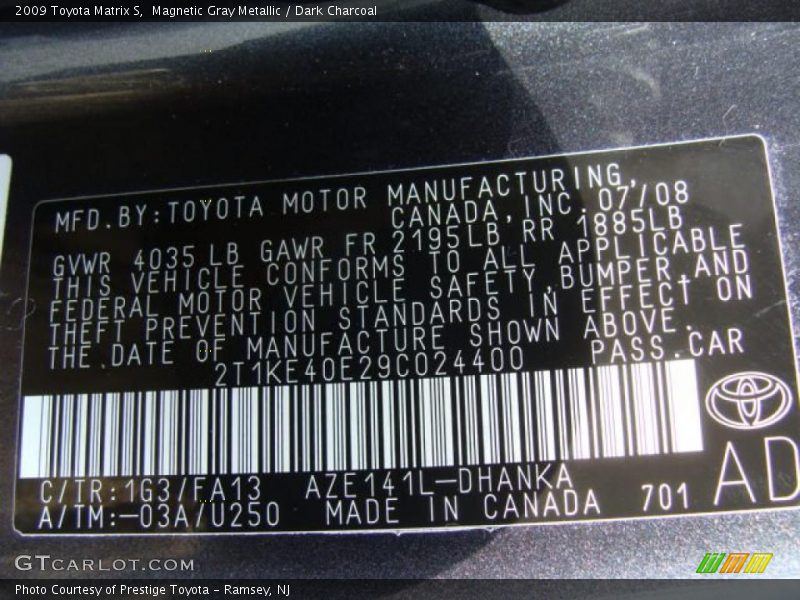 2009 Toyota Matrix S,  Magnetic Gray Metallic / Dark Charcoal
MFD.BY:TOYOTA MOTOR MANUFACTURING,
CANADA,INC.07/08
GVWR 4035LB GAWR FR 2195LB RR 1885LB
THIS VEHICLE CONFORMS TO ALL APPLICABLE
FEDERAL MOTOR VEHICLE SAFETY,BUMPER,AND
THEFT PREVENTION STANDARDS IN EFFECT ON
THE DATE OF MANUFACTURE SHOWN ABOVE.
2T1KE40E29C024400 PASS.CAR
C/TR:1G3/FA13 AZE141L-DHANKA
A/TM:-03A/U250 MADE IN CANADA 701 AD
GTCARLOT.COM
Photo Courtesy of Prestige Toyota - Ramsey, NJ